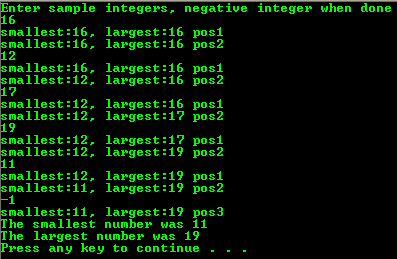 Enter sample integers, negative integer when done
16
smallest:16, largest:16 pos1
smallest:16, largest:16 pos2
12
smallest:16, largest:16 pos1
smallest:12, largest:16 pos2
17
smallest:12, largest:16 pos1
smallest:12, largest:17 pos2
19
smallest:12, largest:17 pos1
smallest:12, largest:19 pos2
11
smallest:12, largest:19 pos1
smallest:11, largest:19 pos2
-1
smallest:11, largest:19 pos3
The smallest number was 11
The largest number was 19
Press any key to continue . . .